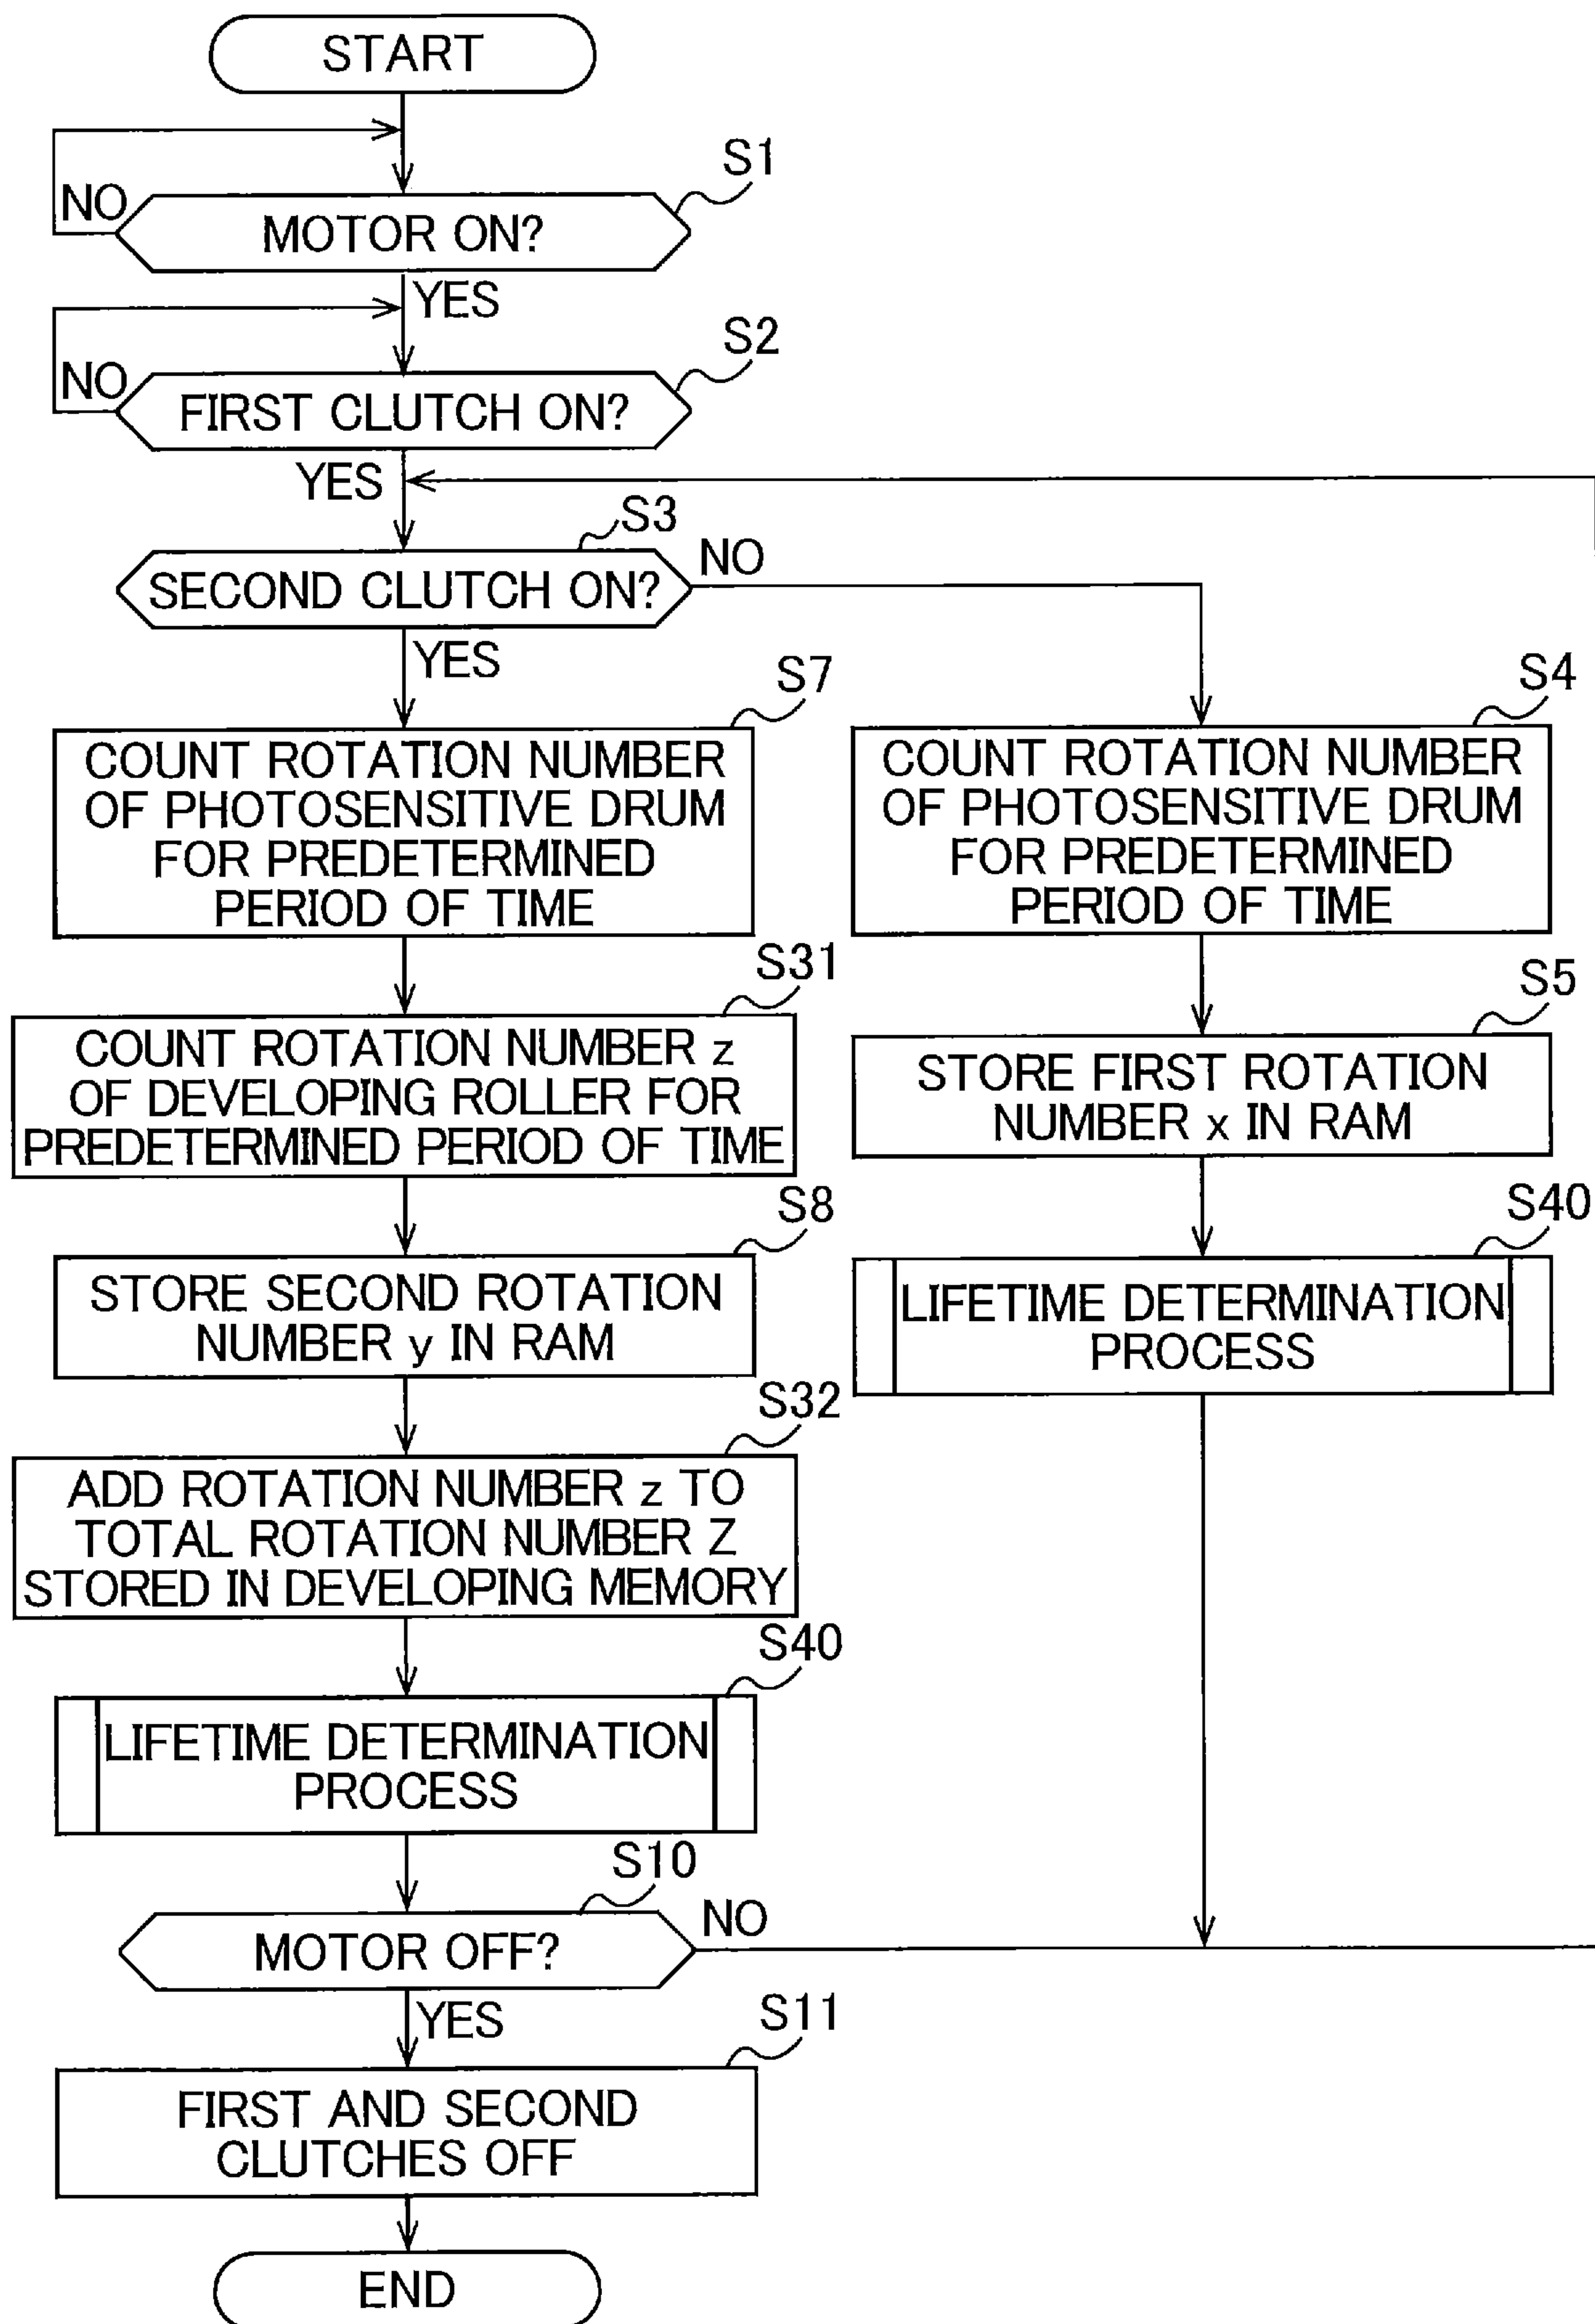 START
S1
NO
MOTOR ON?
YES
S2
NO
FIRST CLUTCH ON?
YES
S3
NO
SECOND CLUTCH ON?
YES
S7
COUNT ROTATION NUMBER
OF PHOTOSENSITIVE DRUM
FOR PREDETERMINED
PERIOD OF TIME
S4
COUNT ROTATION NUMBER
OF PHOTOSENSITIVE DRUM
FOR PREDETERMINED
PERIOD OF TIME
S31
COUNT ROTATION NUMBER z
OF DEVELOPING ROLLER FOR
PREDETERMINED PERIOD OF TIME
S5
STORE FIRST ROTATION
NUMBER x IN RAM
S8
STORE SECOND ROTATION
NUMBER y IN RAM
S40
LIFETIME DETERMINATION
PROCESS
S32
ADD ROTATION NUMBER z TO
TOTAL ROTATION NUMBER Z
STORED IN DEVELOPING MEMORY
S40
LIFETIME DETERMINATION
PROCESS
S10
NO
MOTOR OFF?
YES
S11
FIRST AND SECOND
CLUTCHES OFF
END